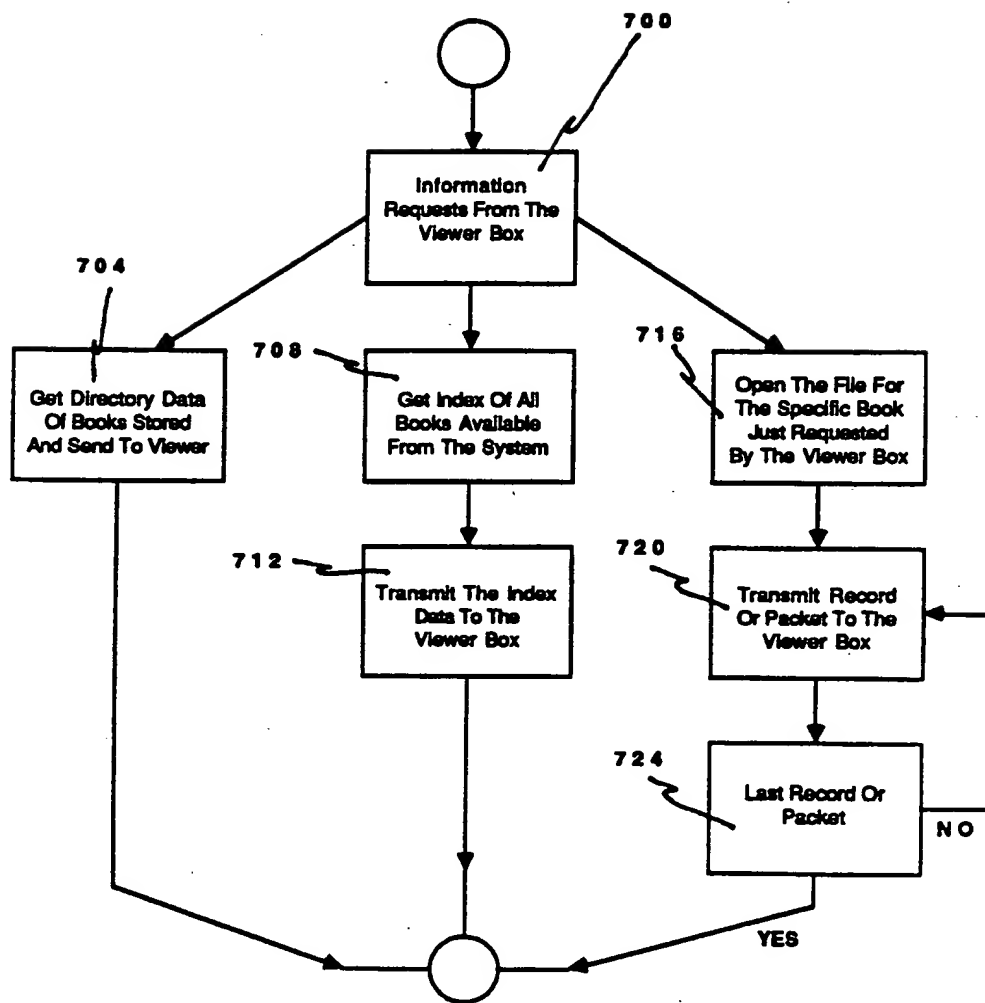 700
Information
Requests From The
Viewer Box
704
Get Directory Data
Of Books Stored
And Send To Viewer
708
Get Index Of All
Books Available
From The System
716
Open The File For
The Specific Book
Just Requested
By The Viewer Box
712
Transmit The Index
Data To The
Viewer Box
720
Transmit Record
Or Packet To The
Viewer Box
724
Last Record Or
Packet
NO
YES